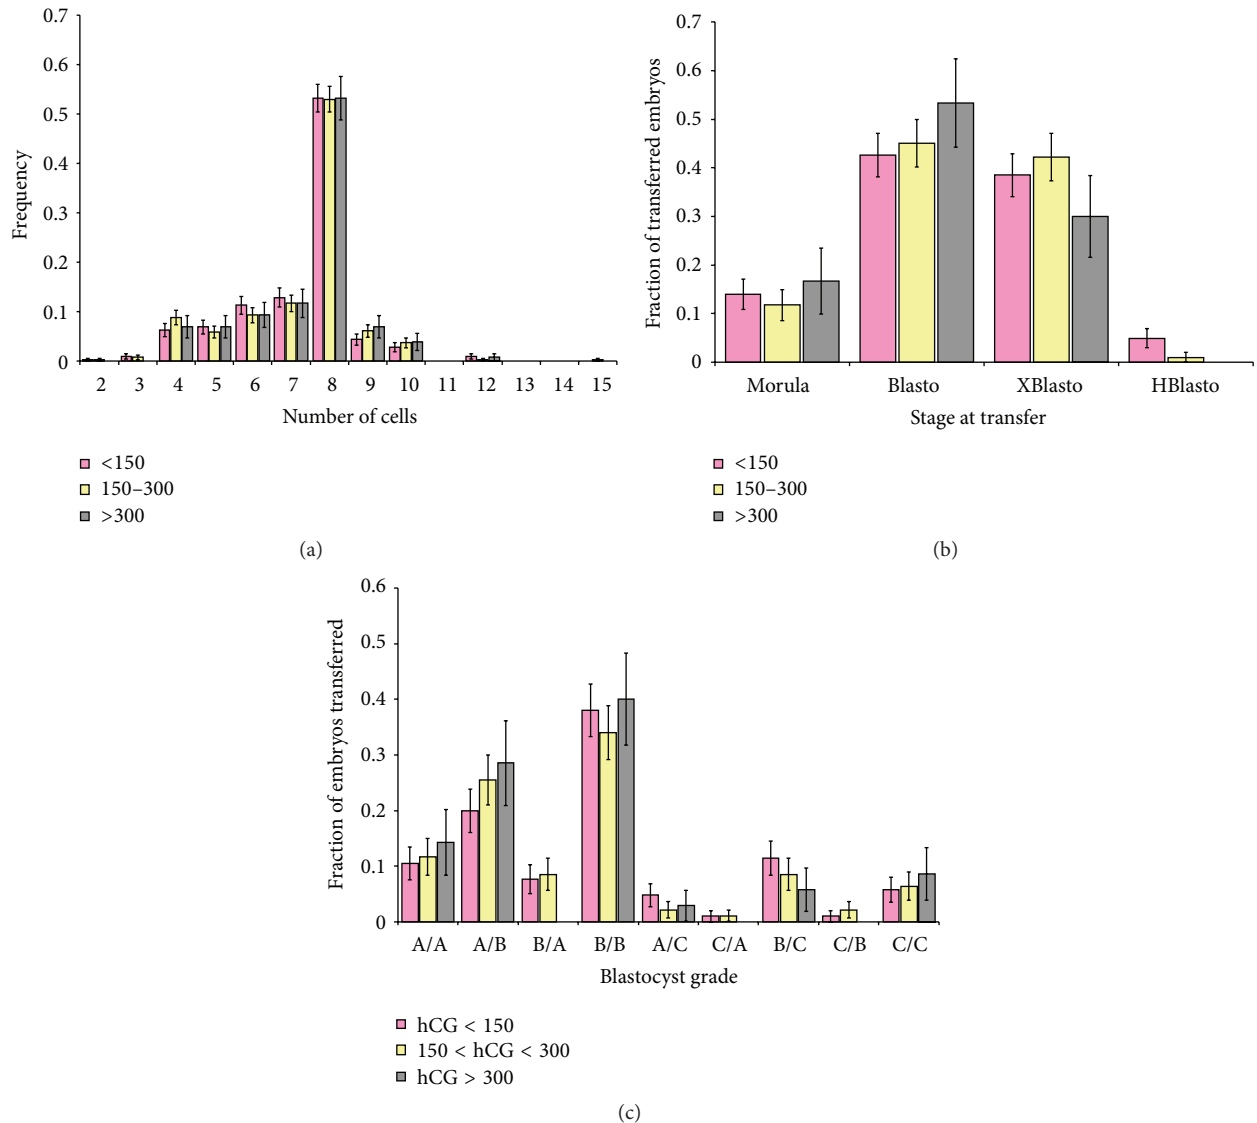 0.7
0.6
0.5
0.4
0.3
0.2
0.1
0
Frequency
2 3 4 5 6 7 8 9 10 11 12 13 14 15
Number of cells
<150
150–300
>300
(a)
0.7
0.6
0.5
0.4
0.3
0.2
0.1
0
Fraction of transferred embryos
Morula Blasto XBlasto HBlasto
Stage at transfer
<150
150–300
>300
(b)
0.6
0.5
0.4
0.3
0.2
0.1
0
Fraction of embryos transferred
A/A A/B B/A B/B A/C C/A B/C C/B C/C
Blastocyst grade
hCG < 150
150 < hCG < 300
hCG > 300
(c)